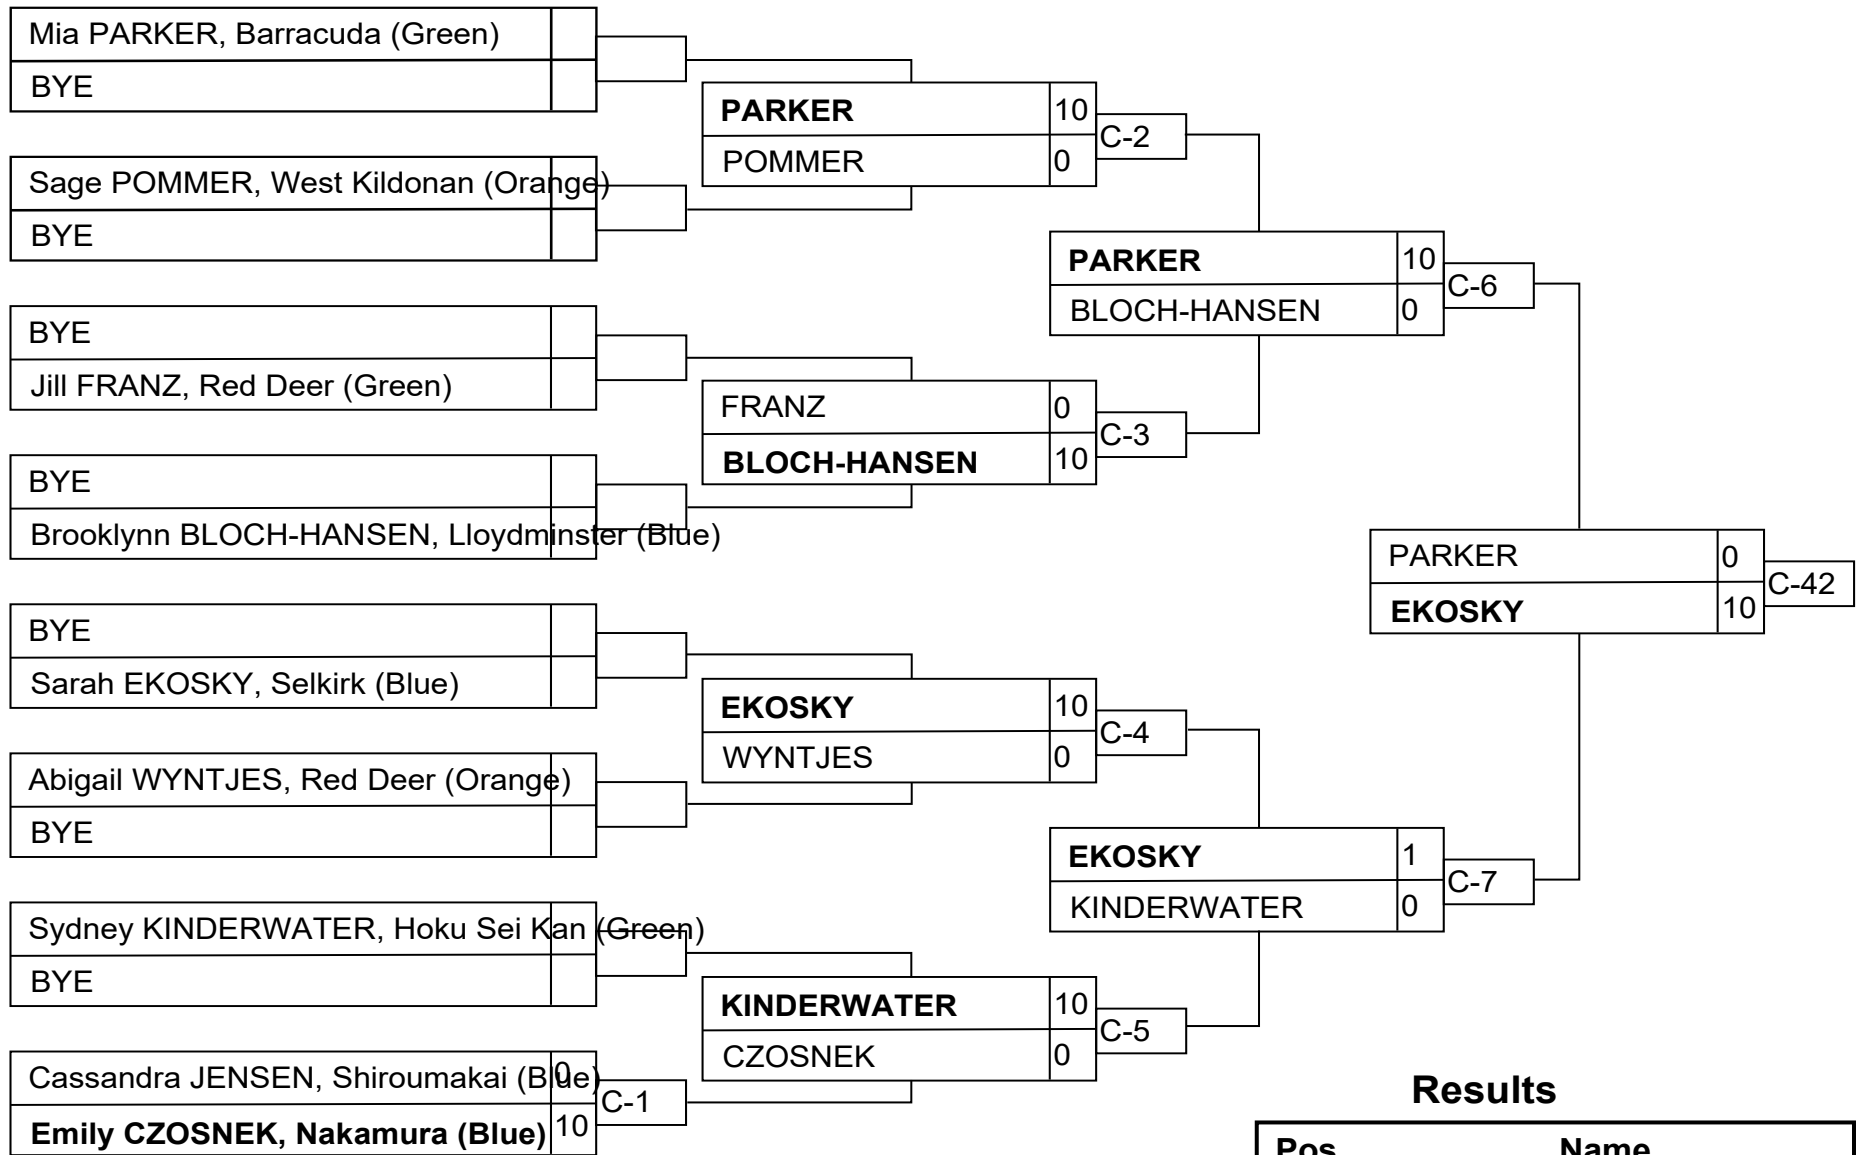 Mia PARKER, Barracuda (Green)
BYE
Sage POMMER, West Kildonan (Orange)
BYE
BYE
Jill FRANZ, Red Deer (Green)
BYE
Brooklynn BLOCH-HANSEN, Lloydminster (Blue)
BYE
Sarah EKOSKY, Selkirk (Blue)
Abigail WYNTJES, Red Deer (Orange)
BYE
Sydney KINDERWATER, Hoku Sei Kan (Green)
BYE
Cassandra JENSEN, Shiroumakai (Blue) 0
Emily CZOSNEK, Nakamura (Blue) 10
C-1
PARKER 10
POMMER 0
C-2
FRANZ 0
BLOCH-HANSEN 10
C-3
EKOSKY 10
WYNTJES 0
C-4
KINDERWATER 10
CZOSNEK 0
C-5
PARKER 10
BLOCH-HANSEN 0
C-6
EKOSKY 1
KINDERWATER 0
C-7
PARKER 0
EKOSKY 10
C-42
Results
Pos Name